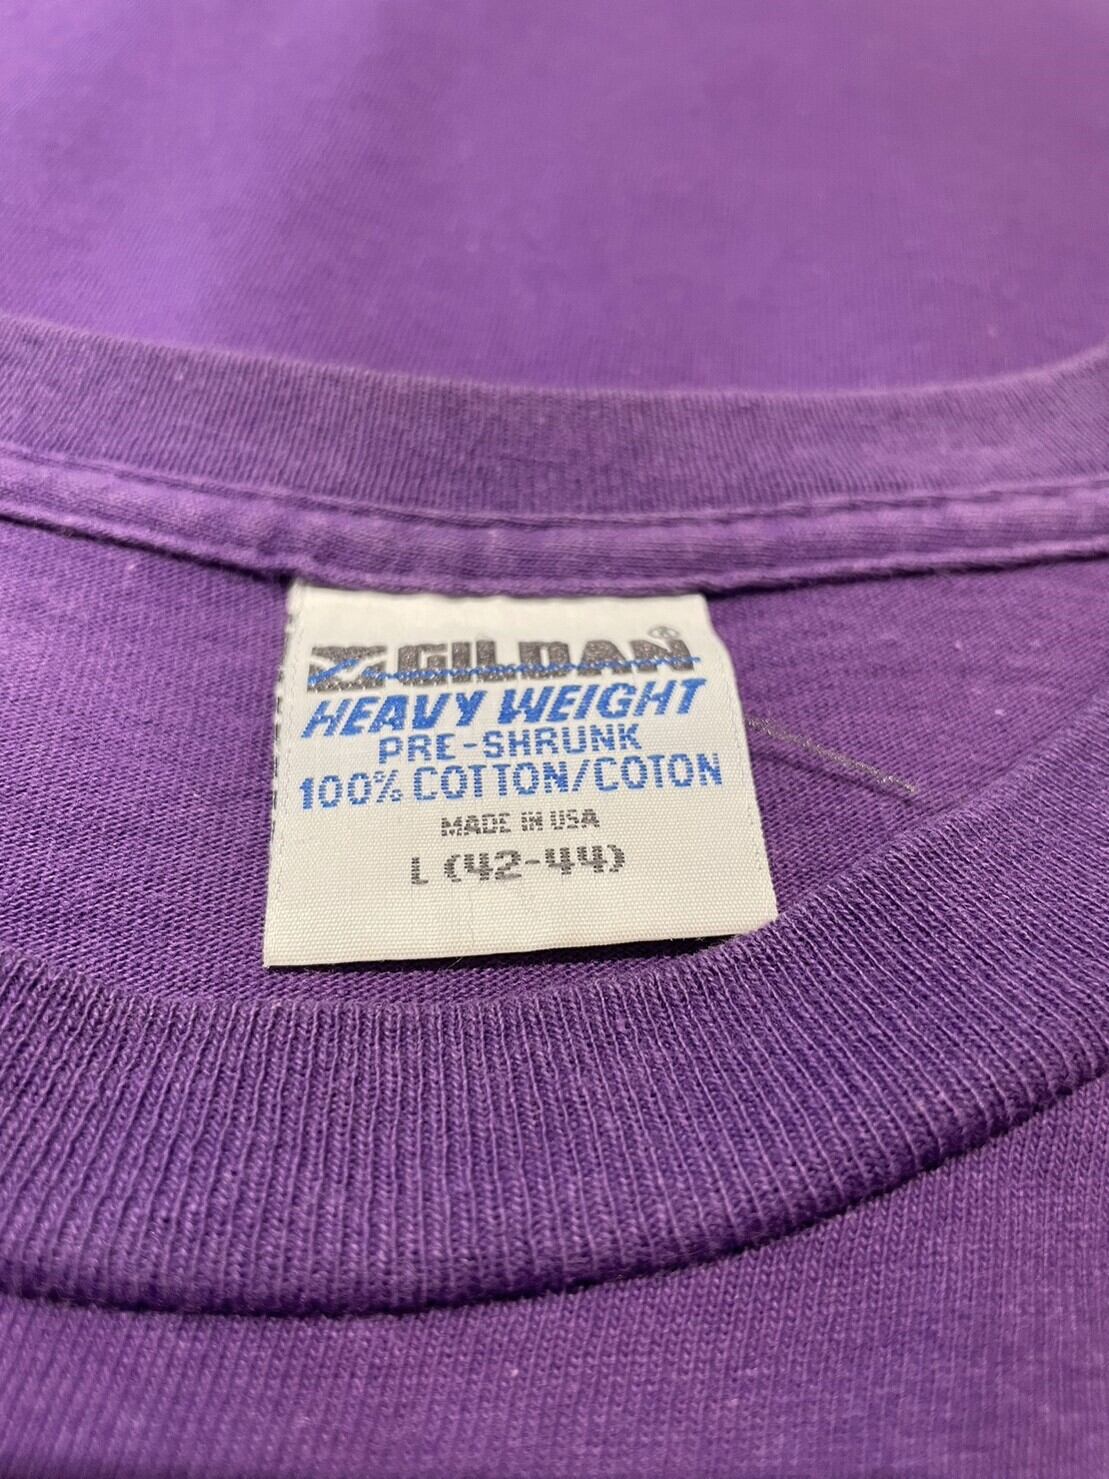 GILDAN®
HEAVY WEIGHT
PRE-SHRUNK
100% COTTON/COTON
MADE IN USA
L (42-44)